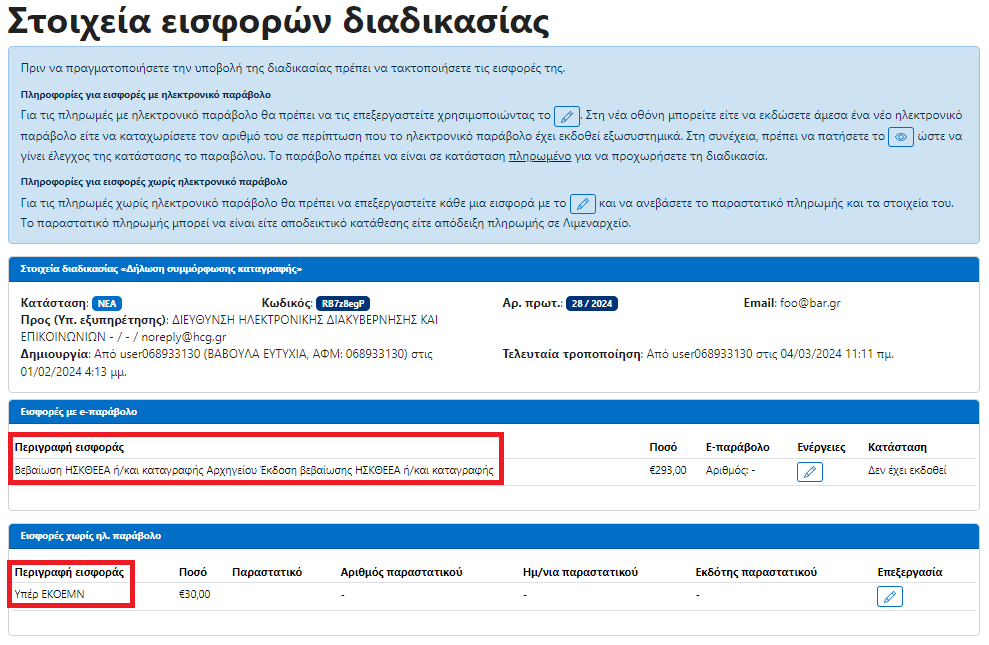 Στοιχεία εισφορών διαδικασίας
Πριν να πραγματοποιήσετε την υποβολή της διαδικασίας πρέπει να τακτοποιήσετε τις εισφορές της.
Πληροφορίες για εισφορές με ηλεκτρονικό παράβολο
Για τις πληρωμές με ηλεκτρονικό παράβολο θα πρέπει να τις επεξεργαστείτε χρησιμοποιώντας το . Στη νέα οθόνη μπορείτε είτε να εκδώσετε άμεσα ένα νέο ηλεκτρονικό
παράβολο είτε να καταχωρίσετε τον αριθμό του σε περίπτωση που το ηλεκτρονικό παράβολο έχει εκδοθεί εξωσυστημικά. Στη συνέχεια, πρέπει να πατήσετε το ώστε να
γίνει έλεγχος της κατάστασης του παραβόλου. Το παράβολο πρέπει να είναι σε κατάσταση πληρωμένο για να προχωρήσετε τη διαδικασία.
Πληροφορίες για εισφορές χωρίς ηλεκτρονικό παράβολο
Για τις πληρωμές χωρίς ηλεκτρονικό παράβολο θα πρέπει να επεξεργαστείτε κάθε μια εισφορά με το και να ανεβάσετε το παραστατικό πληρωμής και τα στοιχεία του.
Το παραστατικό πληρωμής μπορεί να είναι είτε αποδεικτικό κατάθεσης είτε απόδειξη πληρωμής σε Λιμεναρχείο.
Στοιχεία διαδικασίας «Δήλωση συμμόρφωσης καταγραφής»
Κατάσταση: ΝΕΑ Κωδικός: RB7z8egP Αρ. πρωτ.: 28 / 2024 Email: foo@bar.gr
Προς (Υπ. εξυπηρέτησης): ΔΙΕΥΘΥΝΣΗ ΗΛΕΚΤΡΟΝΙΚΗΣ ΔΙΑΚΥΒΕΡΝΗΣΗΣ ΚΑΙ
ΕΠΙΚΟΙΝΩΝΙΩΝ - / - / noreply@hcg.gr
Δημιουργία: Από user068933130 (ΒΑΒΟΥΛΑ ΕΥΤΥΧΙΑ, ΑΦΜ: 068933130) στις Τελευταία τροποποίηση: Από user068933130 στις 04/03/2024 11:11 πμ.
01/02/2024 4:13 μμ.
Εισφορές με e-παράβολο
Περιγραφή εισφοράς Ποσό Ε-παράβολο Ενέργειες Κατάσταση
Βεβαίωση ΗΣΚΘΕΕΑ ή/και καταγραφής Αρχηγείου Έκδοση βεβαίωσης ΗΣΚΘΕΕΑ ή/και καταγραφής €293,00 Αριθμός: - Δεν έχει εκδοθεί
Εισφορές χωρίς ηλ. παράβολο
Περιγραφή εισφοράς Ποσό Παραστατικό Αριθμός παραστατικού Ημ/νια παραστατικού Εκδότης παραστατικού Επεξεργασία
Υπέρ ΕΚΟΕΜΝ €30,00 - - -